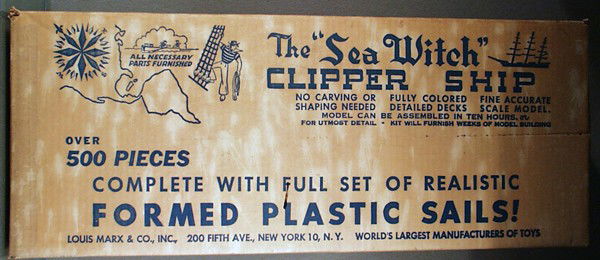 ALL NECESSARY
PARTS FURNISHED
The "Sea Witch"
CLIPPER SHIP
NO CARVING OR SHAPING NEEDED
FULLY COLORED DETAILED DECKS
FINE ACCURATE SCALE MODEL.
MODEL CAN BE ASSEMBLED IN TEN HOURS, or
FOR UTMOST DETAIL - KIT WILL FURNISH WEEKS OF MODEL BUILDING
OVER
500 PIECES
COMPLETE WITH FULL SET OF REALISTIC
FORMED PLASTIC SAILS!
LOUIS MARX & CO., INC., 200 FIFTH AVE., NEW YORK 10, N.Y. WORLD'S LARGEST MANUFACTURERS OF TOYS